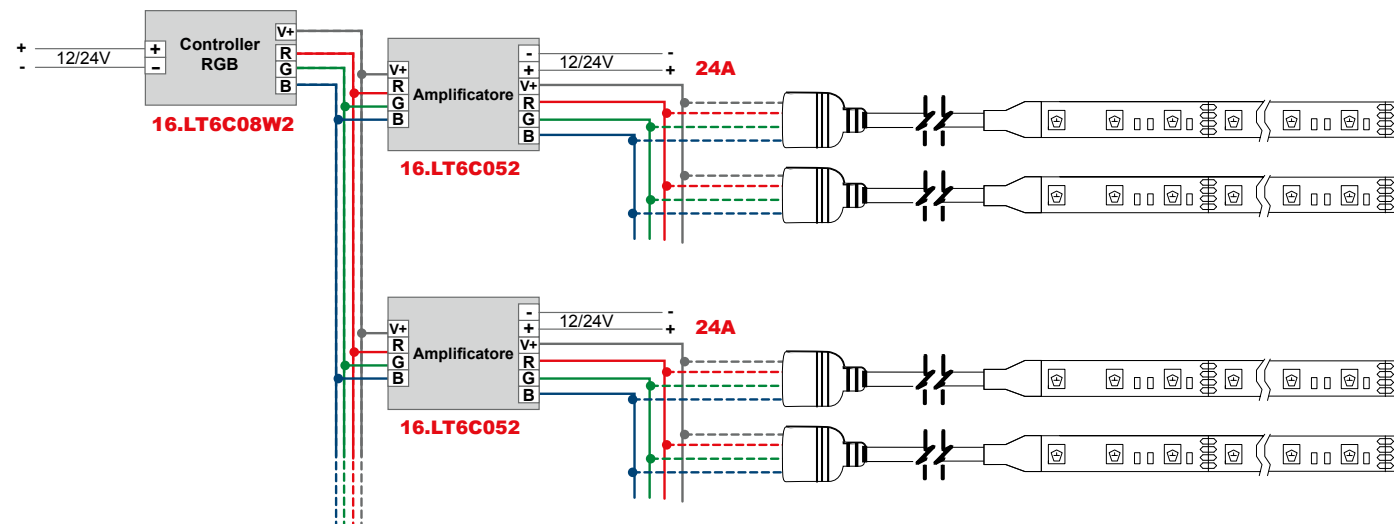 V+
+
12/24V
+
Controller
RGB
R
-
–
G
B
16.LT6C08W2
-
12/24V
-
V+
+
+
24A
R
Amplificatore
V+
G
R
B
G
B
16.LT6C052
-
12/24V
-
V+
+
+
24A
R
Amplificatore
V+
G
R
B
G
B
16.LT6C052